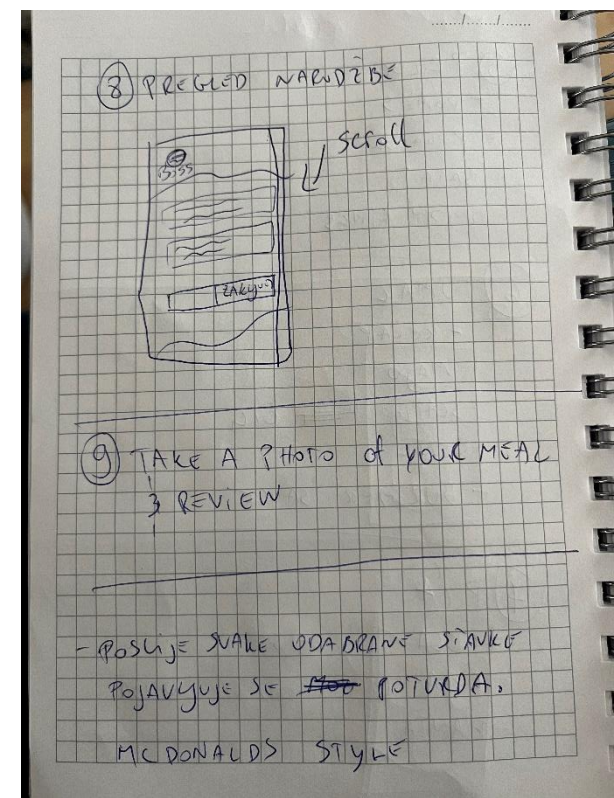 8 PREGLED NARUDŽBE
scroll
ZAKLJUČ
9 TAKE A PHOTO of YOUR MEAL
& REVIEW
- POSLIJE SVAKE ODABRANE STAVKE
POJAVLJUJE SE POTVRDA.
MCDONALDS STYLE